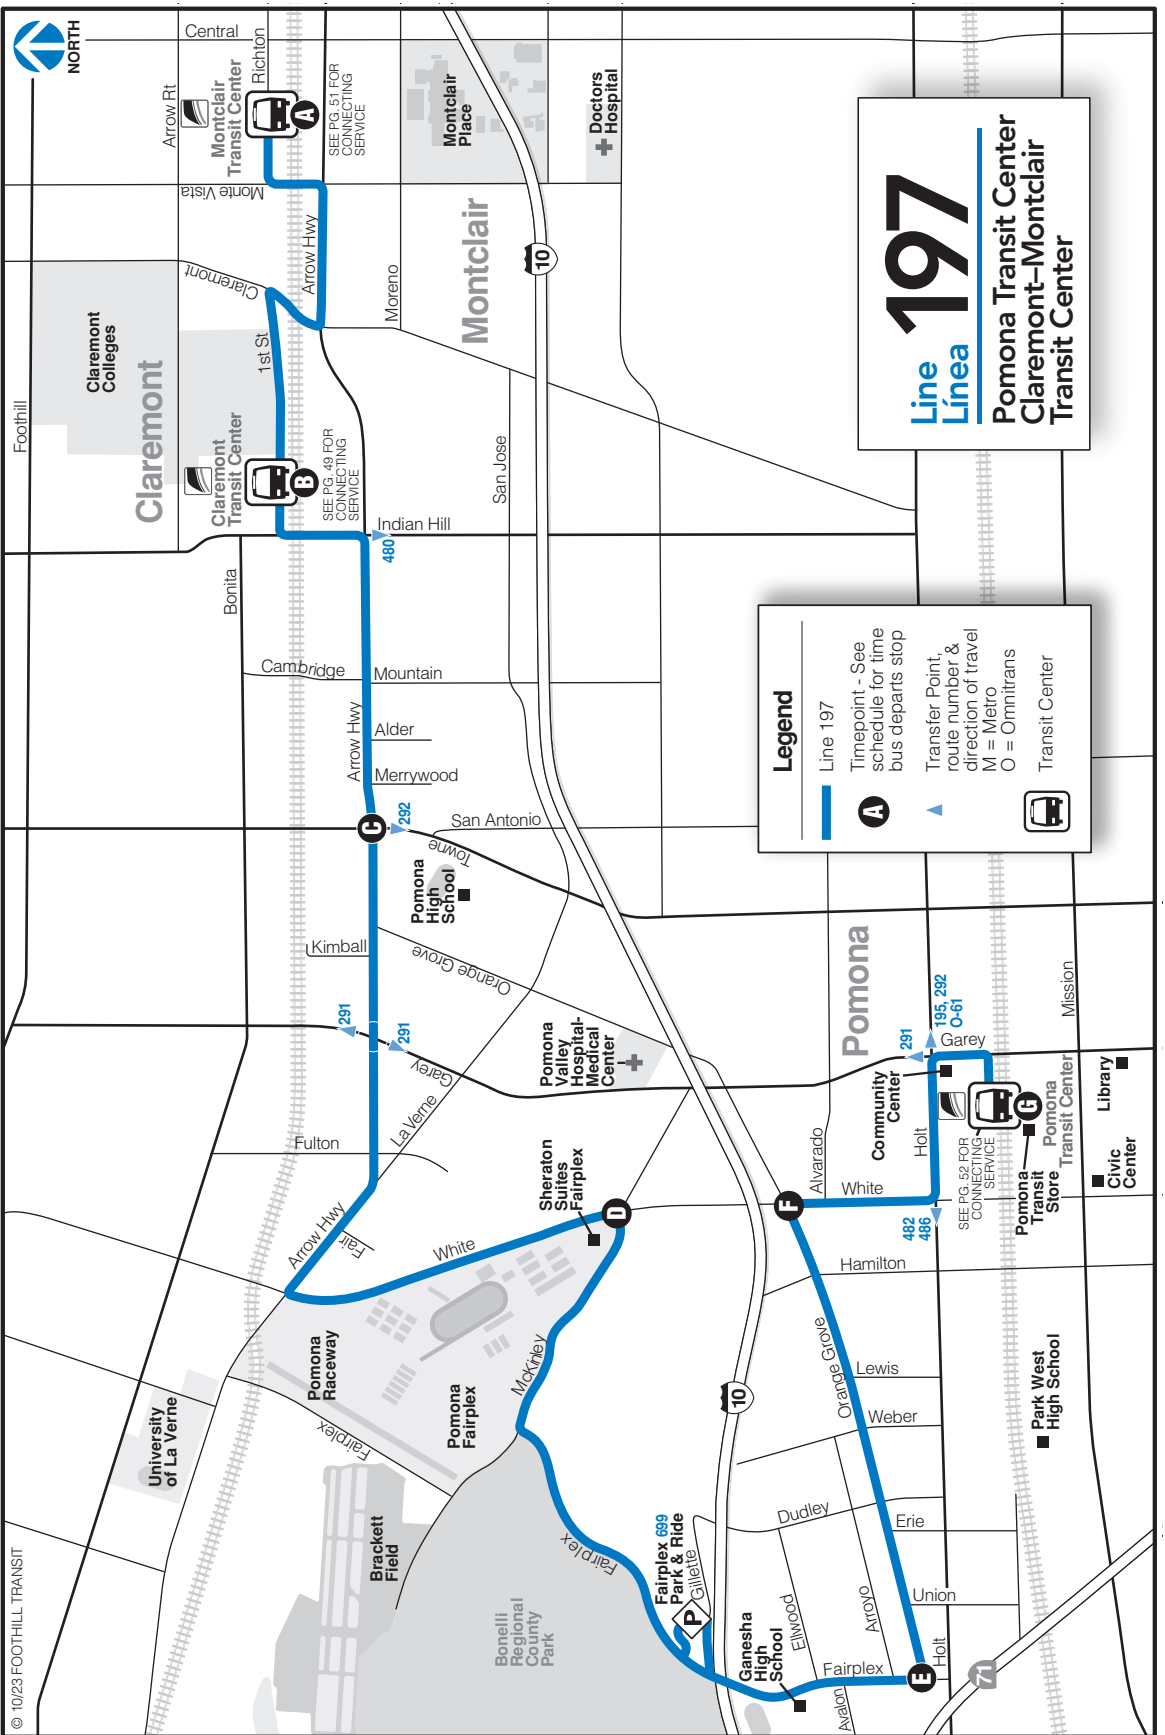 © 10/23 FOOTHILL TRANSIT
NORTH
Line
Línea
197
Pomona Transit Center
Claremont–Montclair
Transit Center
Legend
Line 197
A
Timepoint - See
schedule for time
bus departs stop
Transfer Point,
route number &
direction of travel
M = Metro
O = Omnitrans
Transit Center
Foothill
Central
Richton
Arrow Rt
Montclair
Transit Center
A
SEE PG. 51 FOR
CONNECTING
SERVICE
Monte Vista
Arrow Hwy
Moreno
Montclair
Place
Doctors
Hospital
Montclair
10
Claremont
Claremont
Colleges
Claremont
1st St
Claremont
Transit Center
B
SEE PG. 49 FOR
CONNECTING
SERVICE
Indian Hill
480
San Jose
Bonita
Cambridge
Mountain
Arrow Hwy
Alder
Merrywood
C
292
San Antonio
Towne
Pomona
High
School
Kimball
Orange Grove
291
291
Garey
La Verne
Fulton
Pomona
Valley
Hospital-
Medical
Center
Pomona
Arrow Hwy
Fair
White
Sheraton
Suites
Fairplex
D
McKinley
Pomona
Raceway
Pomona
Fairplex
Fairplex
University
of La Verne
Brackett
Field
Bonelli
Regional
County
Park
Fairplex
Fairplex 699
Park & Ride
P
Gillette
10
Ganesha
High
School
Ellwood
Dudley
Arroyo
Fairplex
Avalon
E
Holt
71
Union
Erie
Weber
Lewis
Orange Grove
Hamilton
F
White
Alvarado
482
486
Holt
Community
Center
291
195, 292
O-61
Garey
G
SEE PG. 52 FOR
CONNECTING
SERVICE
Pomona
Transit Center
Pomona
Transit
Store
Library
Civic
Center
Mission
Park West
High School